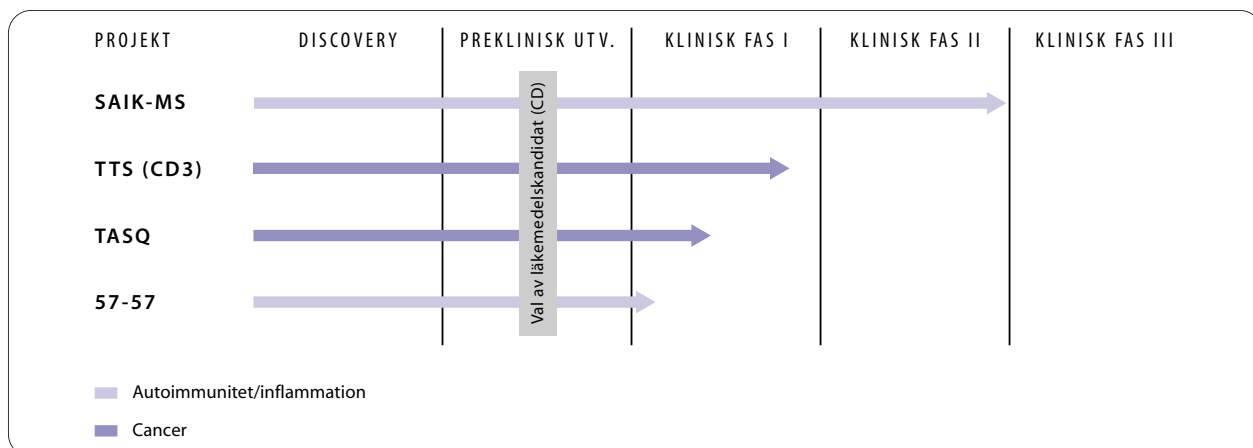 PROJEKT DISCOVERY PREKLINISK UTV. KLINISK FAS I KLINISK FAS II KLINISK FAS III
SAIK-MS
TTS (CD3)
TASQ
57-57
Val av läkemedelskandidat (CD)
Autoimmunitet/inflammation
Cancer